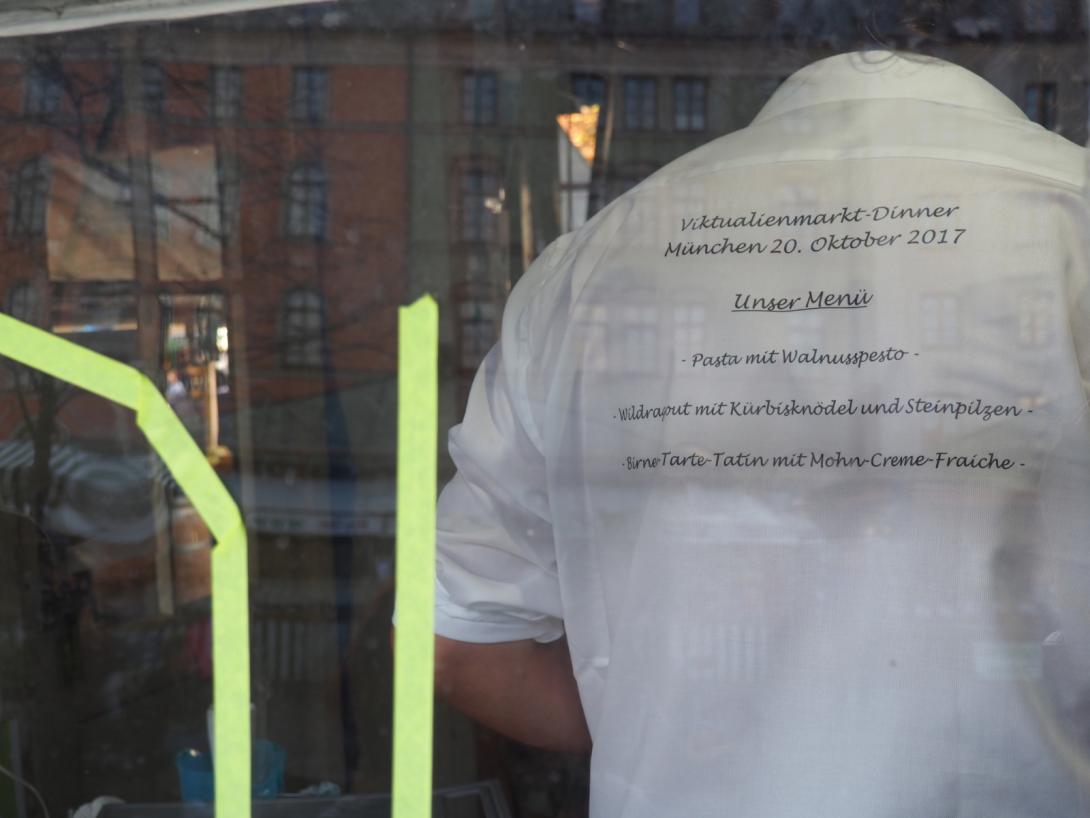 Viktualienmarkt-Dinner
München 20. Oktober 2017
Unser Menü
- Pasta mit Walnusspesto -
- Wildragout mit Kürbisknödel und Steinpilzen -
- Birne-Tarte-Tatin mit Mohn-Creme-Fraiche -